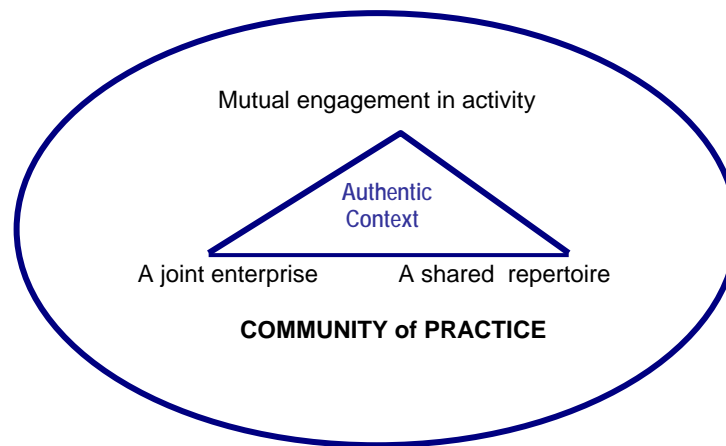 Mutual engagement in activity
Authentic
Context
A joint enterprise
A shared repertoire
COMMUNITY of PRACTICE